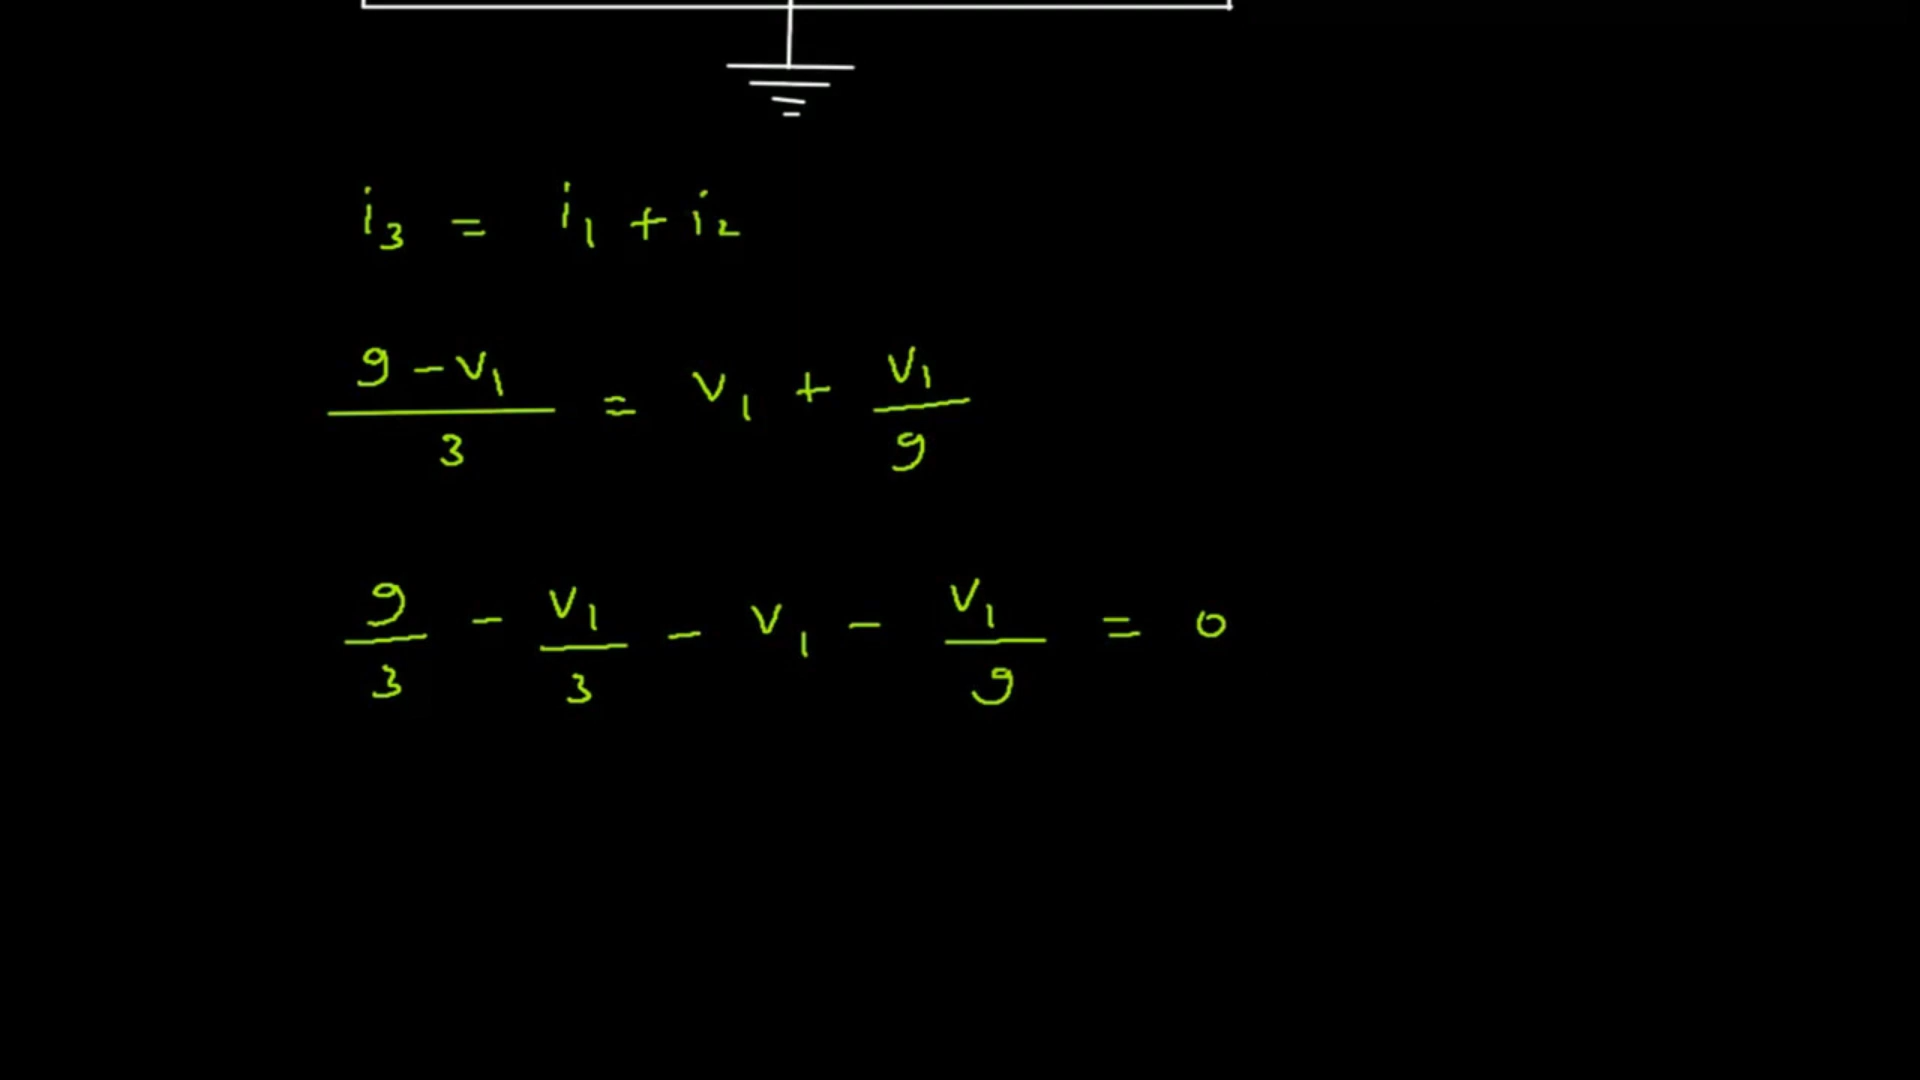 i₃ = i₁ + i₂
(9 - v₁)/3 = v₁ + v₁/9
9/3 - v₁/3 - v₁ - v₁/9 = 0